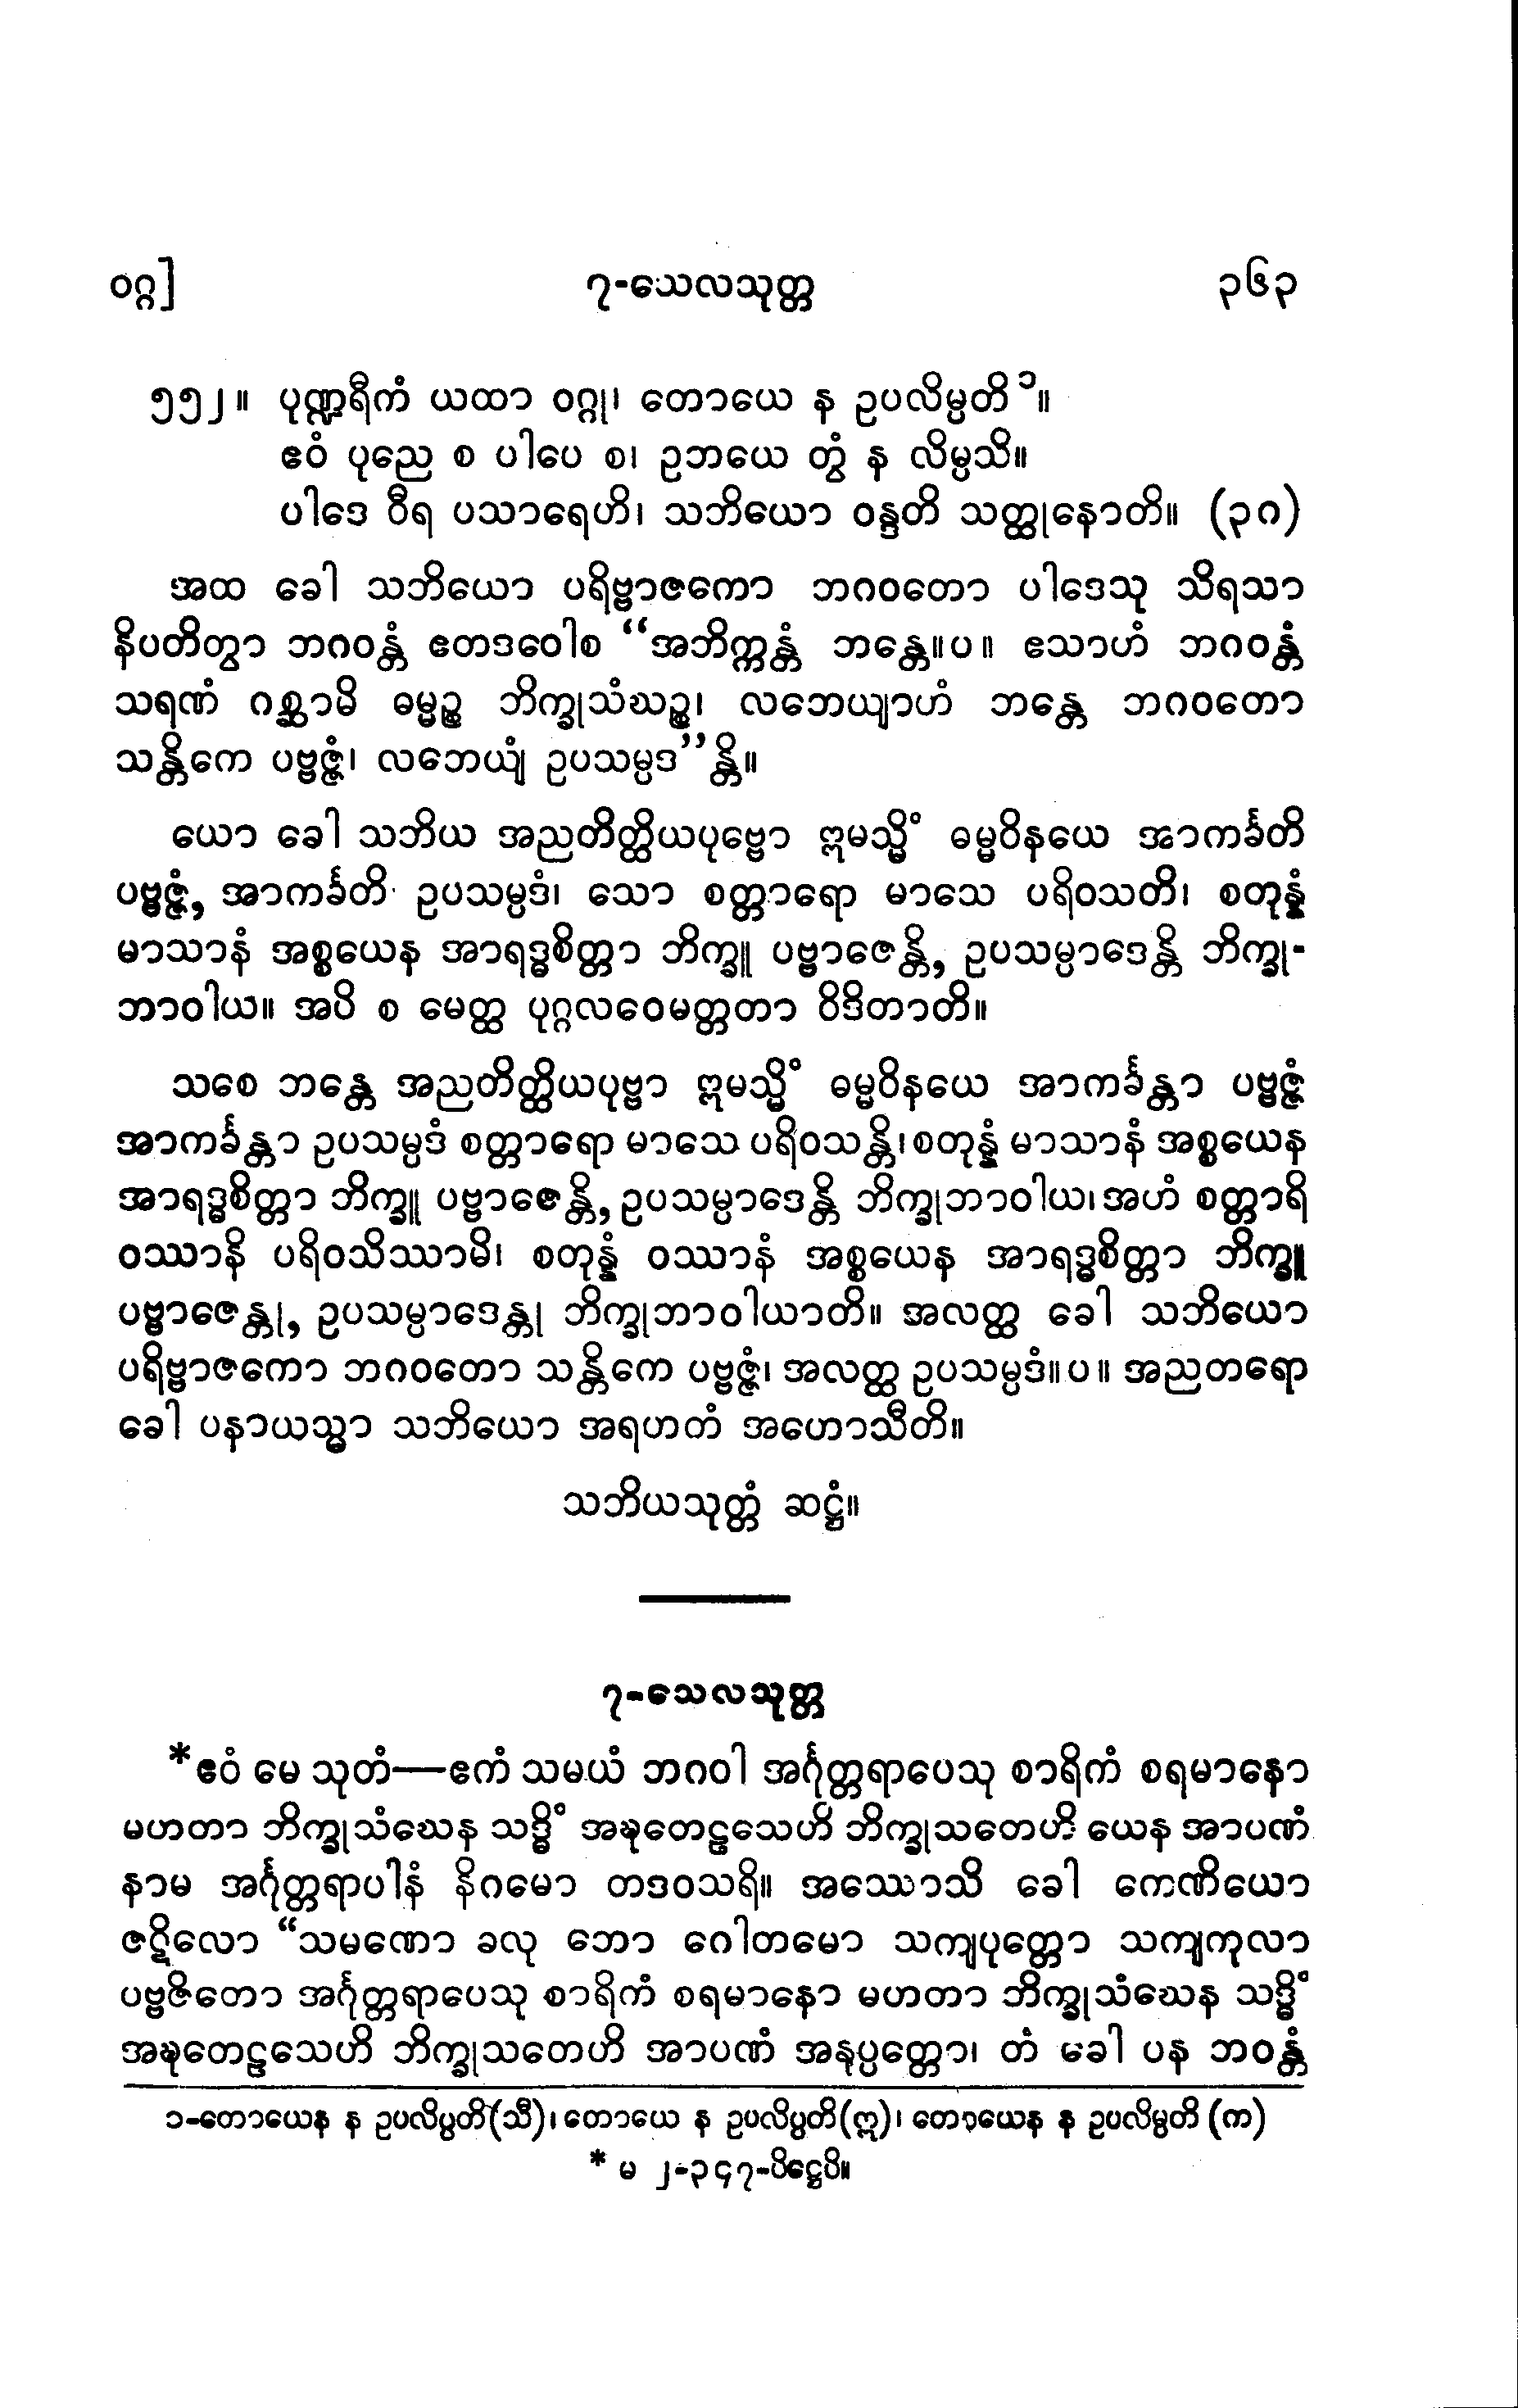 ဝဂ္ဂ]
၇-သေလသုတ္တ
၃၆၃
၅၅၂။ ပုဏ္ဍရီကံ ယထာ ဝဂ္ဂု၊ တောယေ န ဥပလိမ္ပတိ ၁။
ဧဝံ ပုညေ စ ပါပေ စ၊ ဥဘယေ တွံ န လိမ္ပသိ။
ပါဒေ ဝီရ ပသာရေဟိ၊ သဘိယော ဝန္ဒတိ သတ္ထုနောတိ။ (၃ဂ)
အထ ခေါ သဘိယော ပရိဗ္ဗာဇကော ဘဂဝတော ပါဒေသု သိရသာ
နိပတိတွာ ဘဂဝန္တံ ဧတဒဝေါစ “အဘိက္ကန္တံ ဘန္တေ။ပ။ ဧသာဟံ ဘဂဝန္တံ
သရဏံ ဂစ္ဆာမိ ဓမ္မဉ္စ ဘိက္ခုသံဃဉ္စ၊ လဘေယျာဟံ ဘန္တေ ဘဂဝတော
သန္တိကေ ပဗ္ဗဇ္ဇံ၊ လဘေယျံ ဥပသမ္ပဒ”န္တိ။
ယော ခေါ သဘိယ အညတိတ္ထိယပုဗ္ဗော ဣမသ္မိံ ဓမ္မဝိနယေ အာကင်္ခတိ
ပဗ္ဗဇ္ဇံ, အာကင်္ခတိ ဥပသမ္ပဒံ၊ သော စတ္တာရော မာသေ ပရိဝသတိ၊ စတုန္နံ
မာသာနံ အစ္စယေန အာရဒ္ဓစိတ္တာ ဘိက္ခူ ပဗ္ဗာဇေန္တိ, ဥပသမ္ပာဒေန္တိ ဘိက္ခု-
ဘာဝါယ။ အပိ စ မေတ္ထ ပုဂ္ဂလဝေမတ္တတာ ဝိဒိတာတိ။
သစေ ဘန္တေ အညတိတ္ထိယပုဗ္ဗာ ဣမသ္မိံ ဓမ္မဝိနယေ အာကင်္ခန္တာ ပဗ္ဗဇ္ဇံ
အာကင်္ခန္တာ ဥပသမ္ပဒံ စတ္တာရော မာသေ ပရိဝသန္တိ၊ စတုန္နံ မာသာနံ အစ္စယေန
အာရဒ္ဓစိတ္တာ ဘိက္ခူ ပဗ္ဗာဇေန္တိ, ဥပသမ္ပာဒေန္တိ ဘိက္ခုဘာဝါယ၊ အဟံ စတ္တာရိ
ဝဿာနိ ပရိဝသိဿာမိ၊ စတုန္နံ ဝဿာနံ အစ္စယေန အာရဒ္ဓစိတ္တာ ဘိက္ခူ
ပဗ္ဗာဇေန္တု, ဥပသမ္ပာဒေန္တု ဘိက္ခုဘာဝါယာတိ။ အလတ္ထ ခေါ သဘိယော
ပရိဗ္ဗာဇကော ဘဂဝတော သန္တိကေ ပဗ္ဗဇ္ဇံ၊ အလတ္ထ ဥပသမ္ပဒံ။ပ။ အညတရော
ခေါ ပနာယသ္မာ သဘိယော အရဟတံ အဟောသီတိ။
သဘိယသုတ္တံ ဆဋ္ဌံ။
၇-သေလသုတ္တ
*ဧဝံ မေ သုတံ—ဧကံ သမယံ ဘဂဝါ အင်္ဂုတ္တရာပေသု စာရိကံ စရမာနော
မဟတာ ဘိက္ခုသံဃေန သဒ္ဓိံ အဍ္ဎတေဠသေဟိ ဘိက္ခုသတေဟိ ယေန အာပဏံ
နာမ အင်္ဂုတ္တရာပါနံ နိဂမော တဒဝသရိ။ အဿောသိ ခေါ ကေဏိယော
ဇဋိလော “သမဏော ခလု ဘော ဂေါတမော သကျပုတ္တော သကျကုလာ
ပဗ္ဗဇိတော အင်္ဂုတ္တရာပေသု စာရိကံ စရမာနော မဟတာ ဘိက္ခုသံဃေန သဒ္ဓိံ
အဍ္ဎတေဠသေဟိ ဘိက္ခုသတေဟိ အာပဏံ အနုပ္ပတ္တော၊ တံ ခေါ ပန ဘဝန္တံ
၁-တောယေန န ဥပလိပ္ပတိ(သီ)၊ တောယေ န ဥပလိပ္ပတိ(ဣ)၊ တောယေန န ဥပလိမ္ပတိ (က)
* မ ၂-၃၄၇-ပိဋ္ဌေပိ။